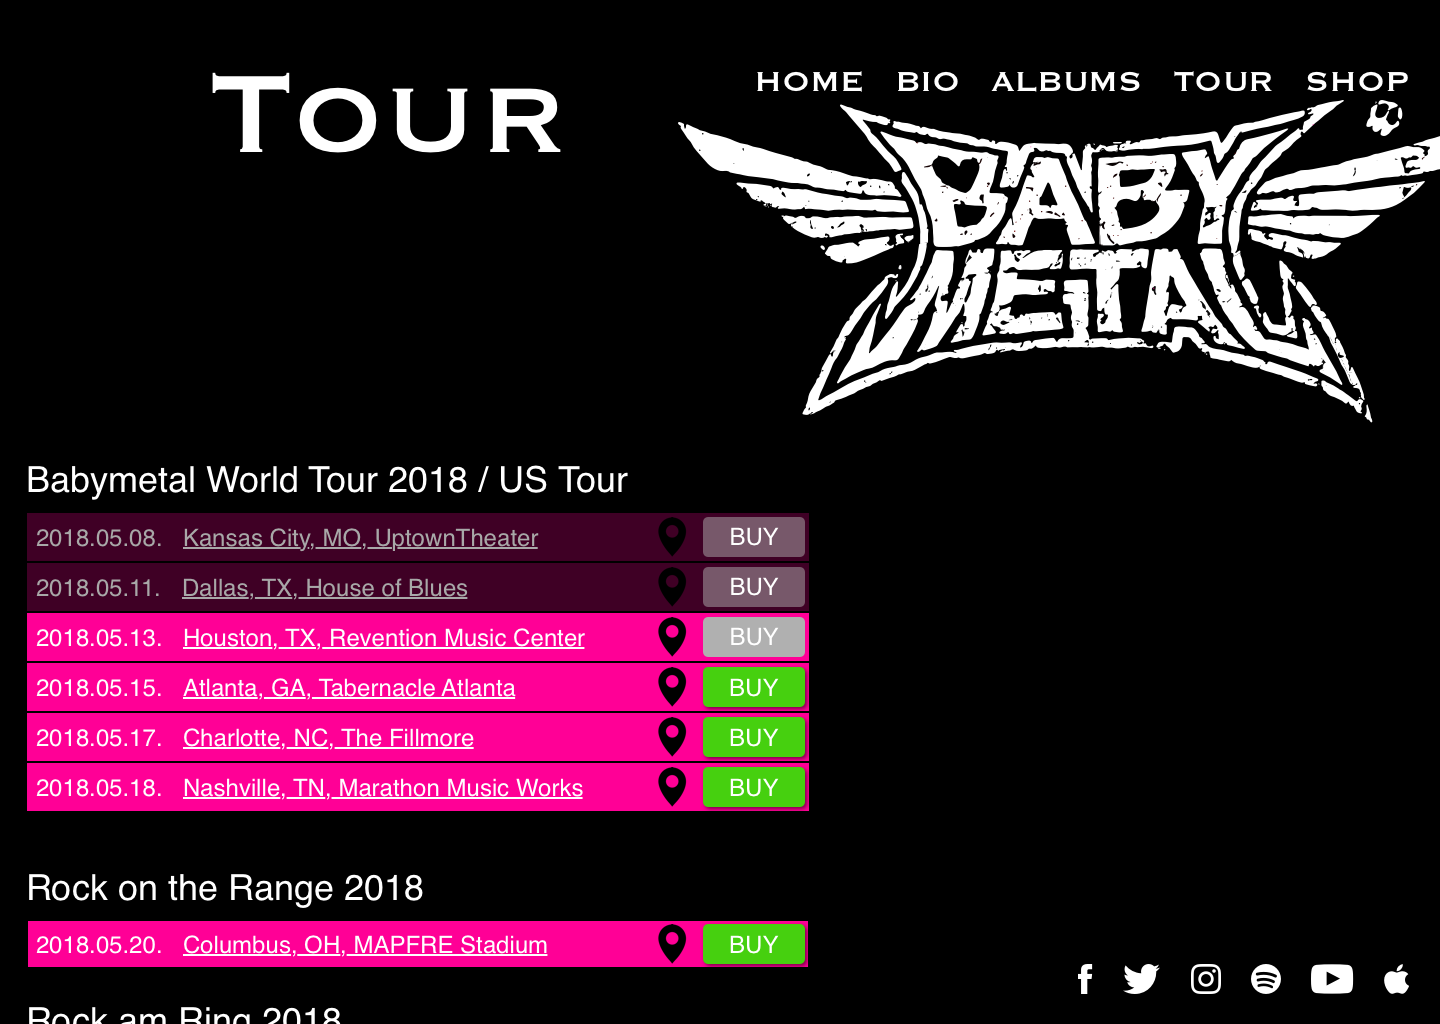 Tour
HOME BIO ALBUMS TOUR SHOP
BABY
METAL
Babymetal World Tour 2018 / US Tour
2018.05.08. Kansas City, MO, UptownTheater BUY
2018.05.11. Dallas, TX, House of Blues BUY
2018.05.13. Houston, TX, Revention Music Center BUY
2018.05.15. Atlanta, GA, Tabernacle Atlanta BUY
2018.05.17. Charlotte, NC, The Fillmore BUY
2018.05.18. Nashville, TN, Marathon Music Works BUY
Rock on the Range 2018
2018.05.20. Columbus, OH, MAPFRE Stadium BUY
Rock am Ring 2018